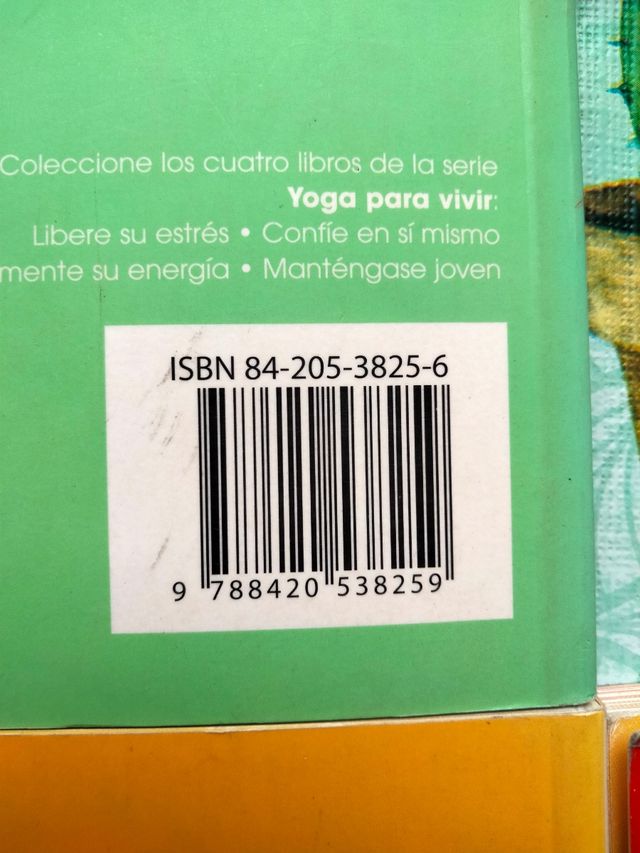 Coleccione los cuatro libros de la serie
Yoga para vivir:
Libere su estrés • Confíe en sí mismo
mente su energía • Manténgase joven
ISBN 84-205-3825-6
9 788420 538259